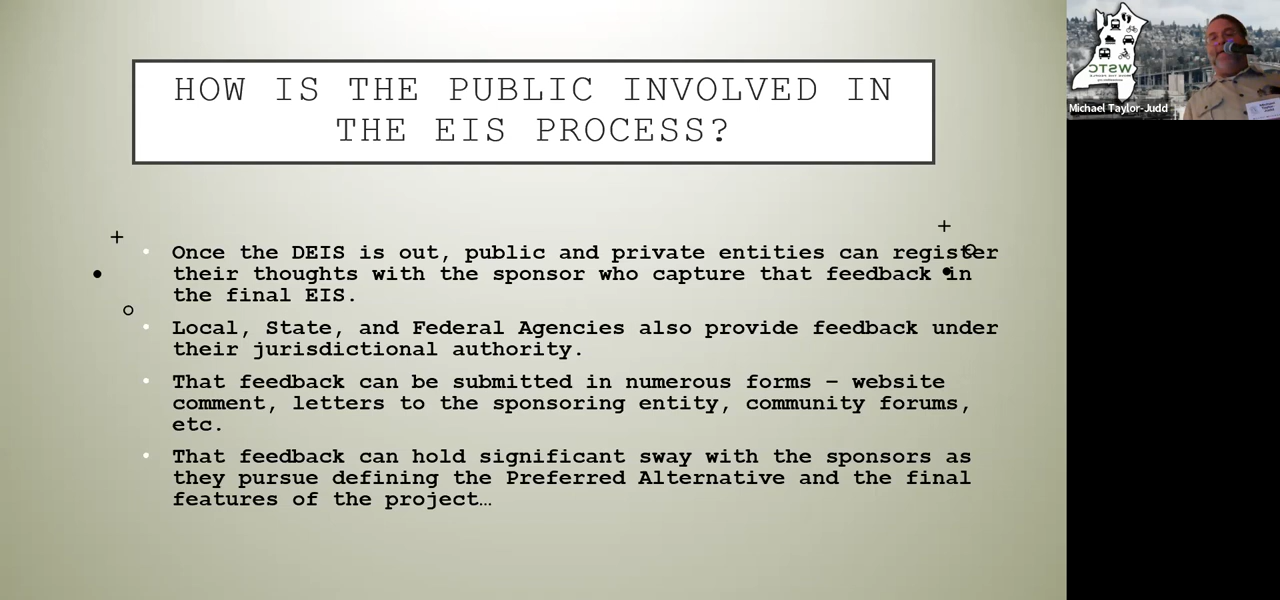 HOW IS THE PUBLIC INVOLVED IN
THE EIS PROCESS?
Once the DEIS is out, public and private entities can register
their thoughts with the sponsor who capture that feedback in
the final EIS.
Local, State, and Federal Agencies also provide feedback under
their jurisdictional authority.
That feedback can be submitted in numerous forms – website
comment, letters to the sponsoring entity, community forums,
etc.
That feedback can hold significant sway with the sponsors as
they pursue defining the Preferred Alternative and the final
features of the project…
WSTC
Michael Taylor-Judd